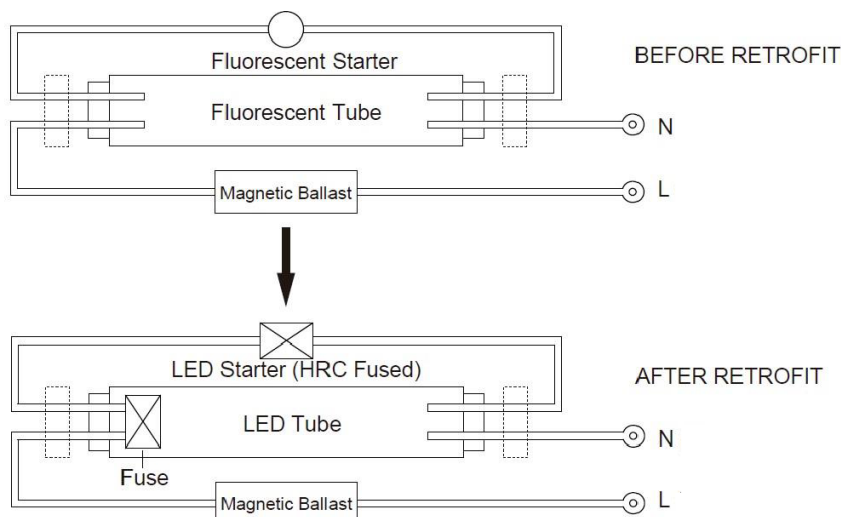 BEFORE RETROFIT
Fluorescent Starter
Fluorescent Tube
N
Magnetic Ballast
L
LED Starter (HRC Fused)
AFTER RETROFIT
LED Tube
N
Fuse
Magnetic Ballast
L